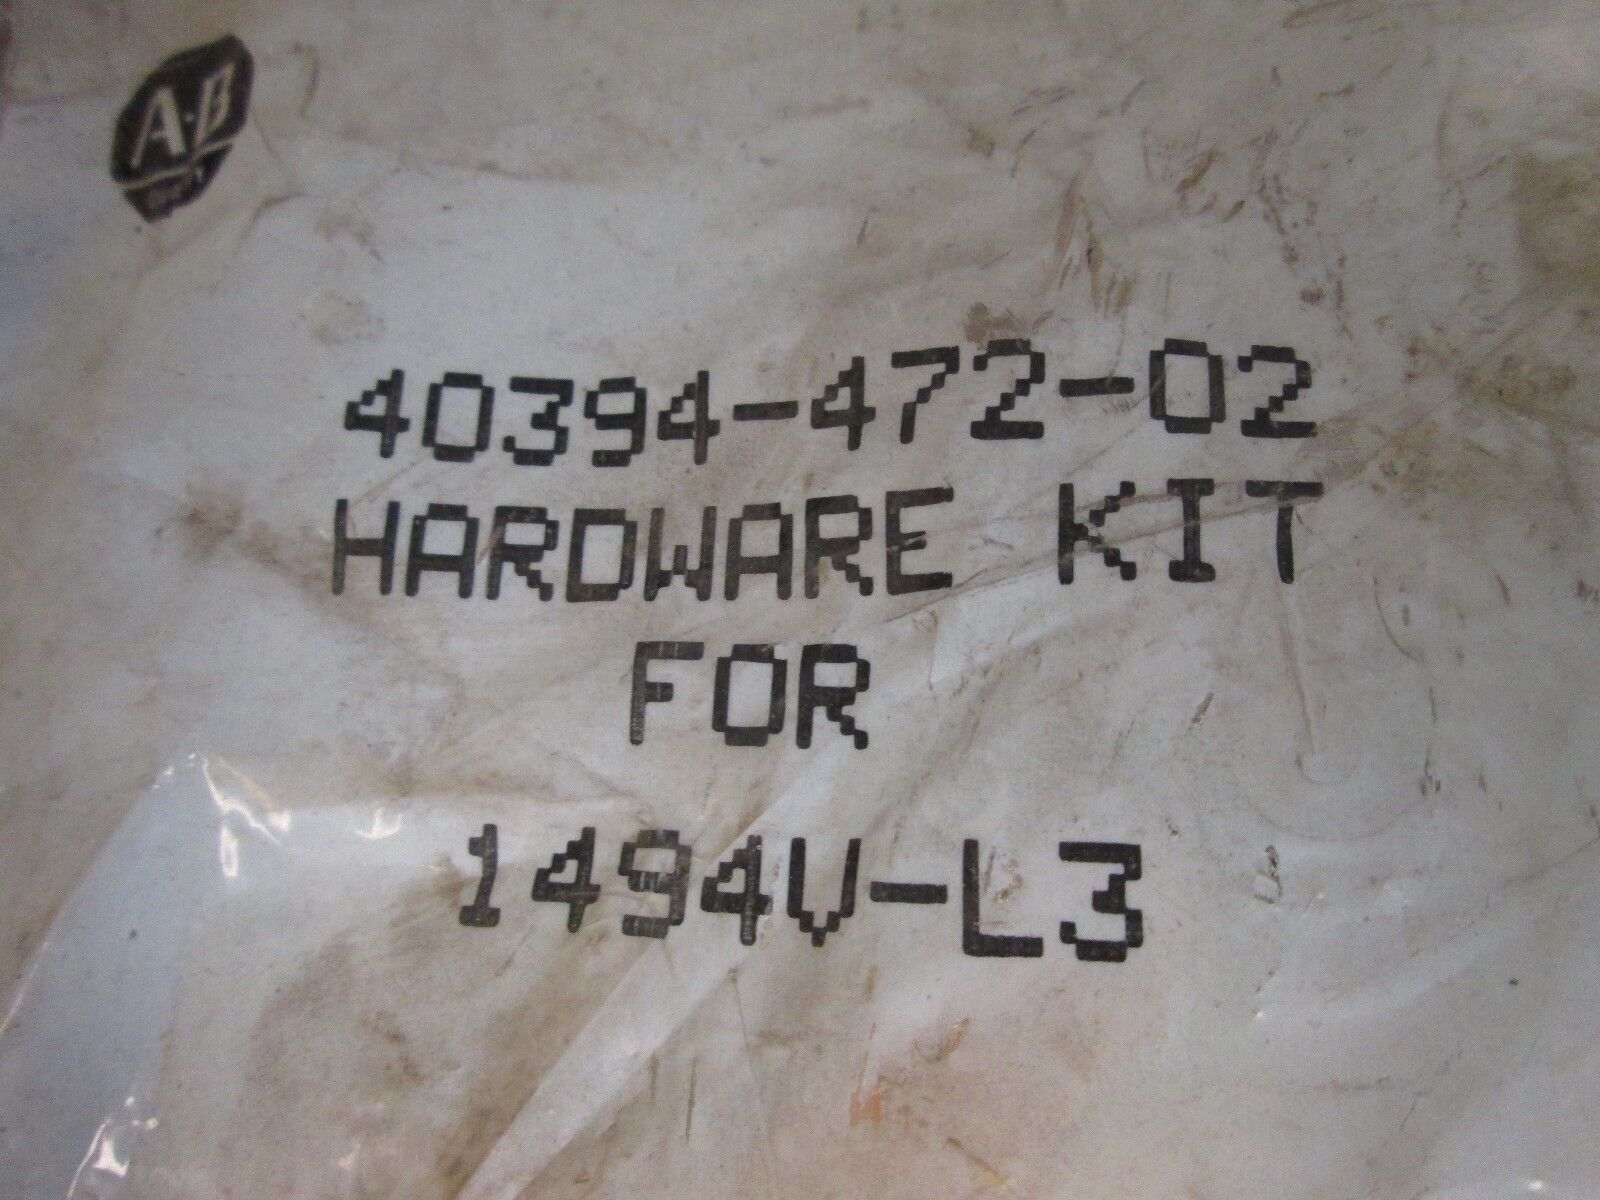 A-B
40394-472-02
HARDWARE KIT
FOR
1494V-L3